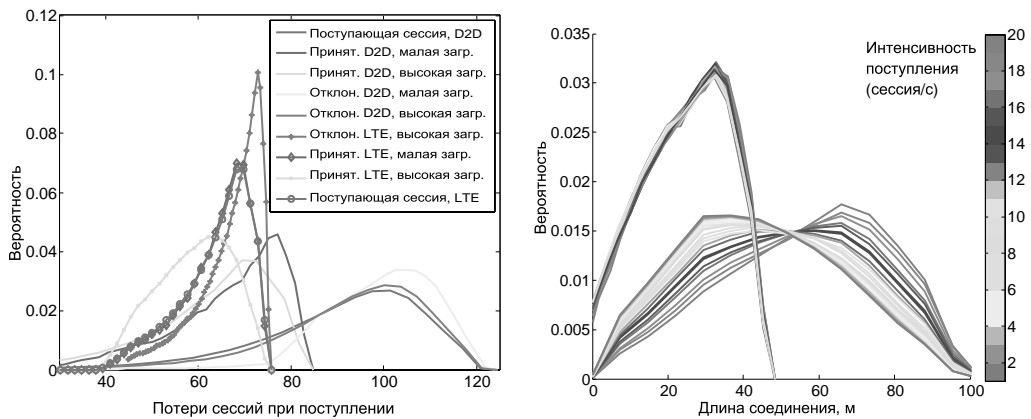 0.12
0.1
0.08
0.06
0.04
0.02
0
Вероятность
40
60
80
100
120
Потери сессий при поступлении
Поступающая сессия, D2D
Принят. D2D, малая загр.
Принят. D2D, высокая загр.
Отклон. D2D, малая загр.
Отклон. D2D, высокая загр.
Отклон. LTE, высокая загр.
Принят. LTE, малая загр.
Принят. LTE, высокая загр.
Поступающая сессия, LTE
0.035
0.03
0.025
0.02
0.015
0.01
0.005
0
Вероятность
0
20
40
60
80
100
Длина соединения, м
Интенсивность
поступления
(сессия/с)
20
18
16
14
12
10
8
6
4
2